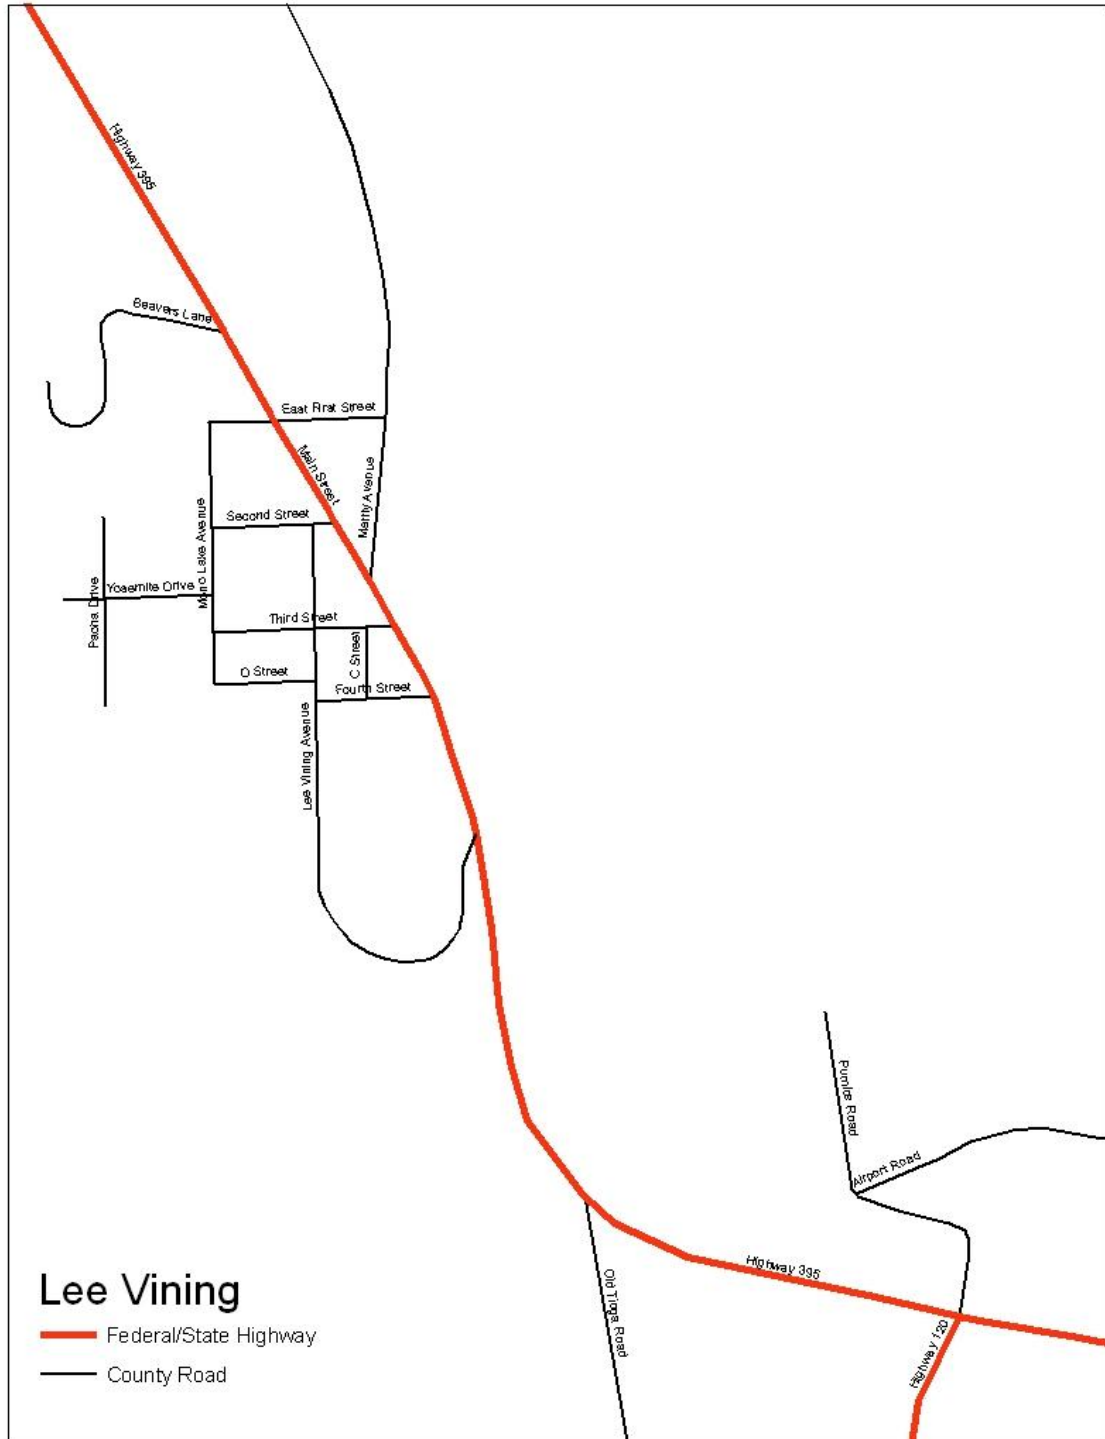 Highway 395
Beavers Lane
East First Street
Main Street
Mattly Avenue
Mono Lake Avenue
Second Street
Yosemite Drive
Paoha Drive
Third Street
C Street
D Street
Fourth Street
Lee Vining Avenue
Pumice Road
Airport Road
Highway 395
Old Tioga Road
Highway 120
Lee Vining
Federal/State Highway
County Road